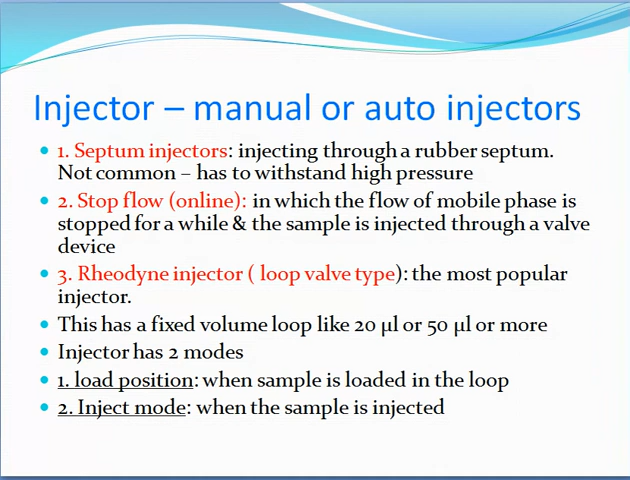 Injector – manual or auto injectors
• 1. Septum injectors: injecting through a rubber septum.
Not common – has to withstand high pressure
• 2. Stop flow (online): in which the flow of mobile phase is
stopped for a while & the sample is injected through a valve
device
• 3. Rheodyne injector ( loop valve type): the most popular
injector.
• This has a fixed volume loop like 20 µl or 50 µl or more
• Injector has 2 modes
• 1. load position: when sample is loaded in the loop
• 2. Inject mode: when the sample is injected